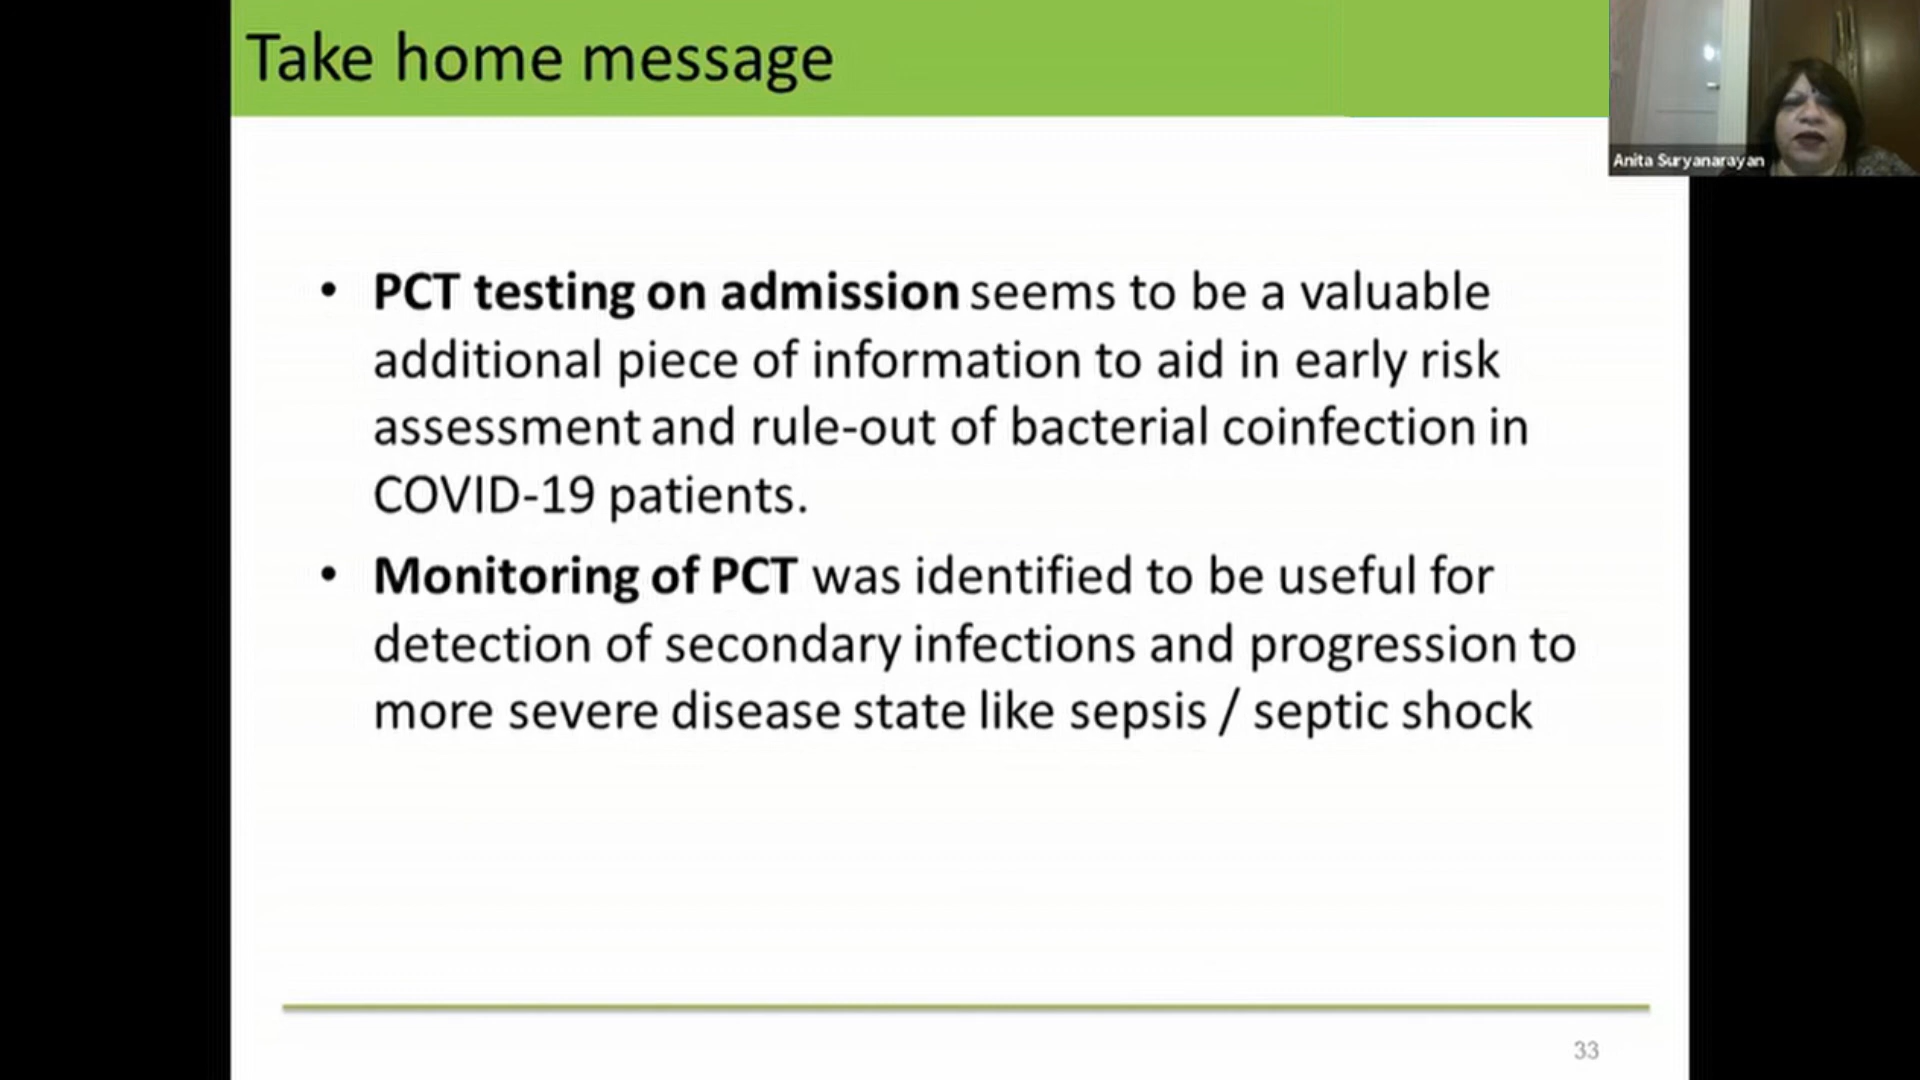 Take home message
Anita Suryanarayan
• PCT testing on admission seems to be a valuable
additional piece of information to aid in early risk
assessment and rule-out of bacterial coinfection in
COVID-19 patients.
• Monitoring of PCT was identified to be useful for
detection of secondary infections and progression to
more severe disease state like sepsis / septic shock
33